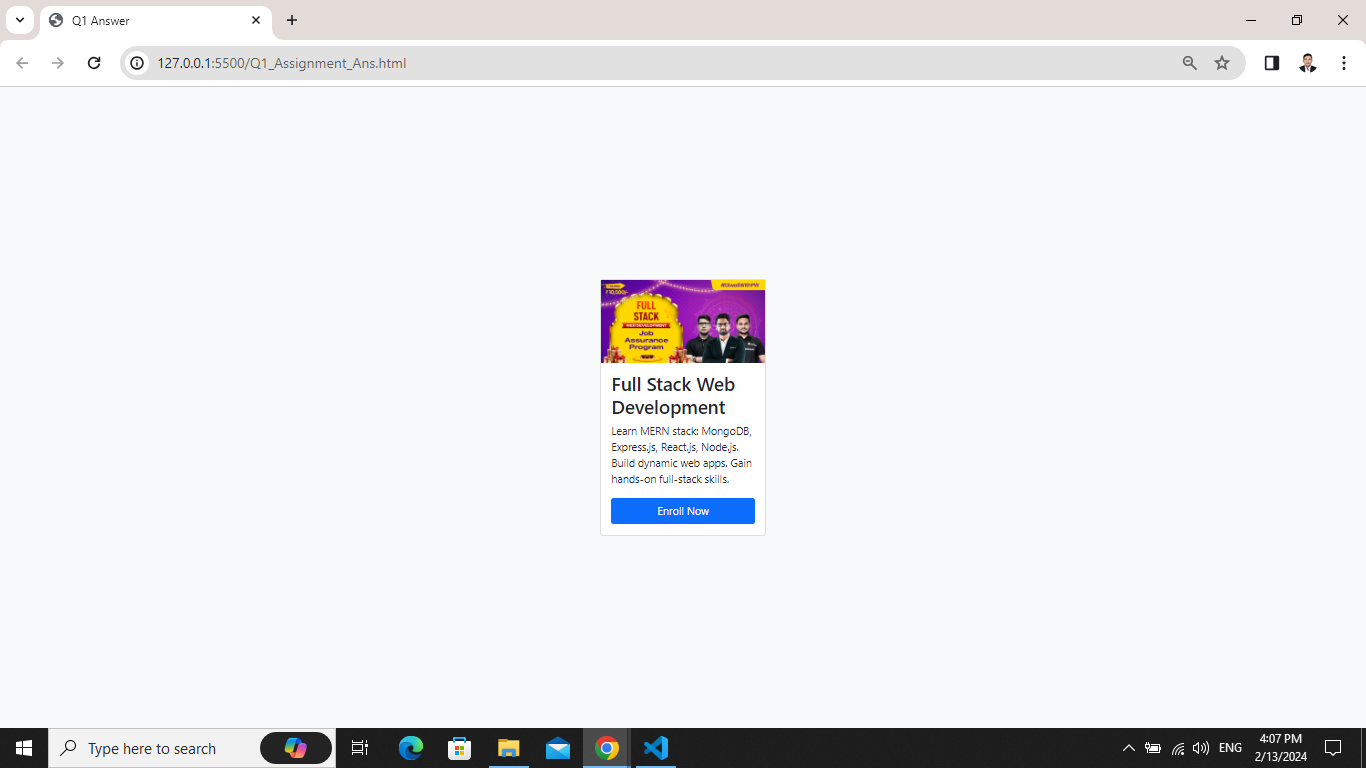 Q1 Answer
127.0.0.1:5500/Q1_Assignment_Ans.html
#DiwaliWithPW
₹10,000/-
FULL
STACK
WEB DEVELOPMENT
Job
Assurance
Program
Full Stack Web
Development
Learn MERN stack: MongoDB,
Express.js, React.js, Node.js.
Build dynamic web apps. Gain
hands-on full-stack skills.
Enroll Now
Type here to search
ENG
4:07 PM
2/13/2024